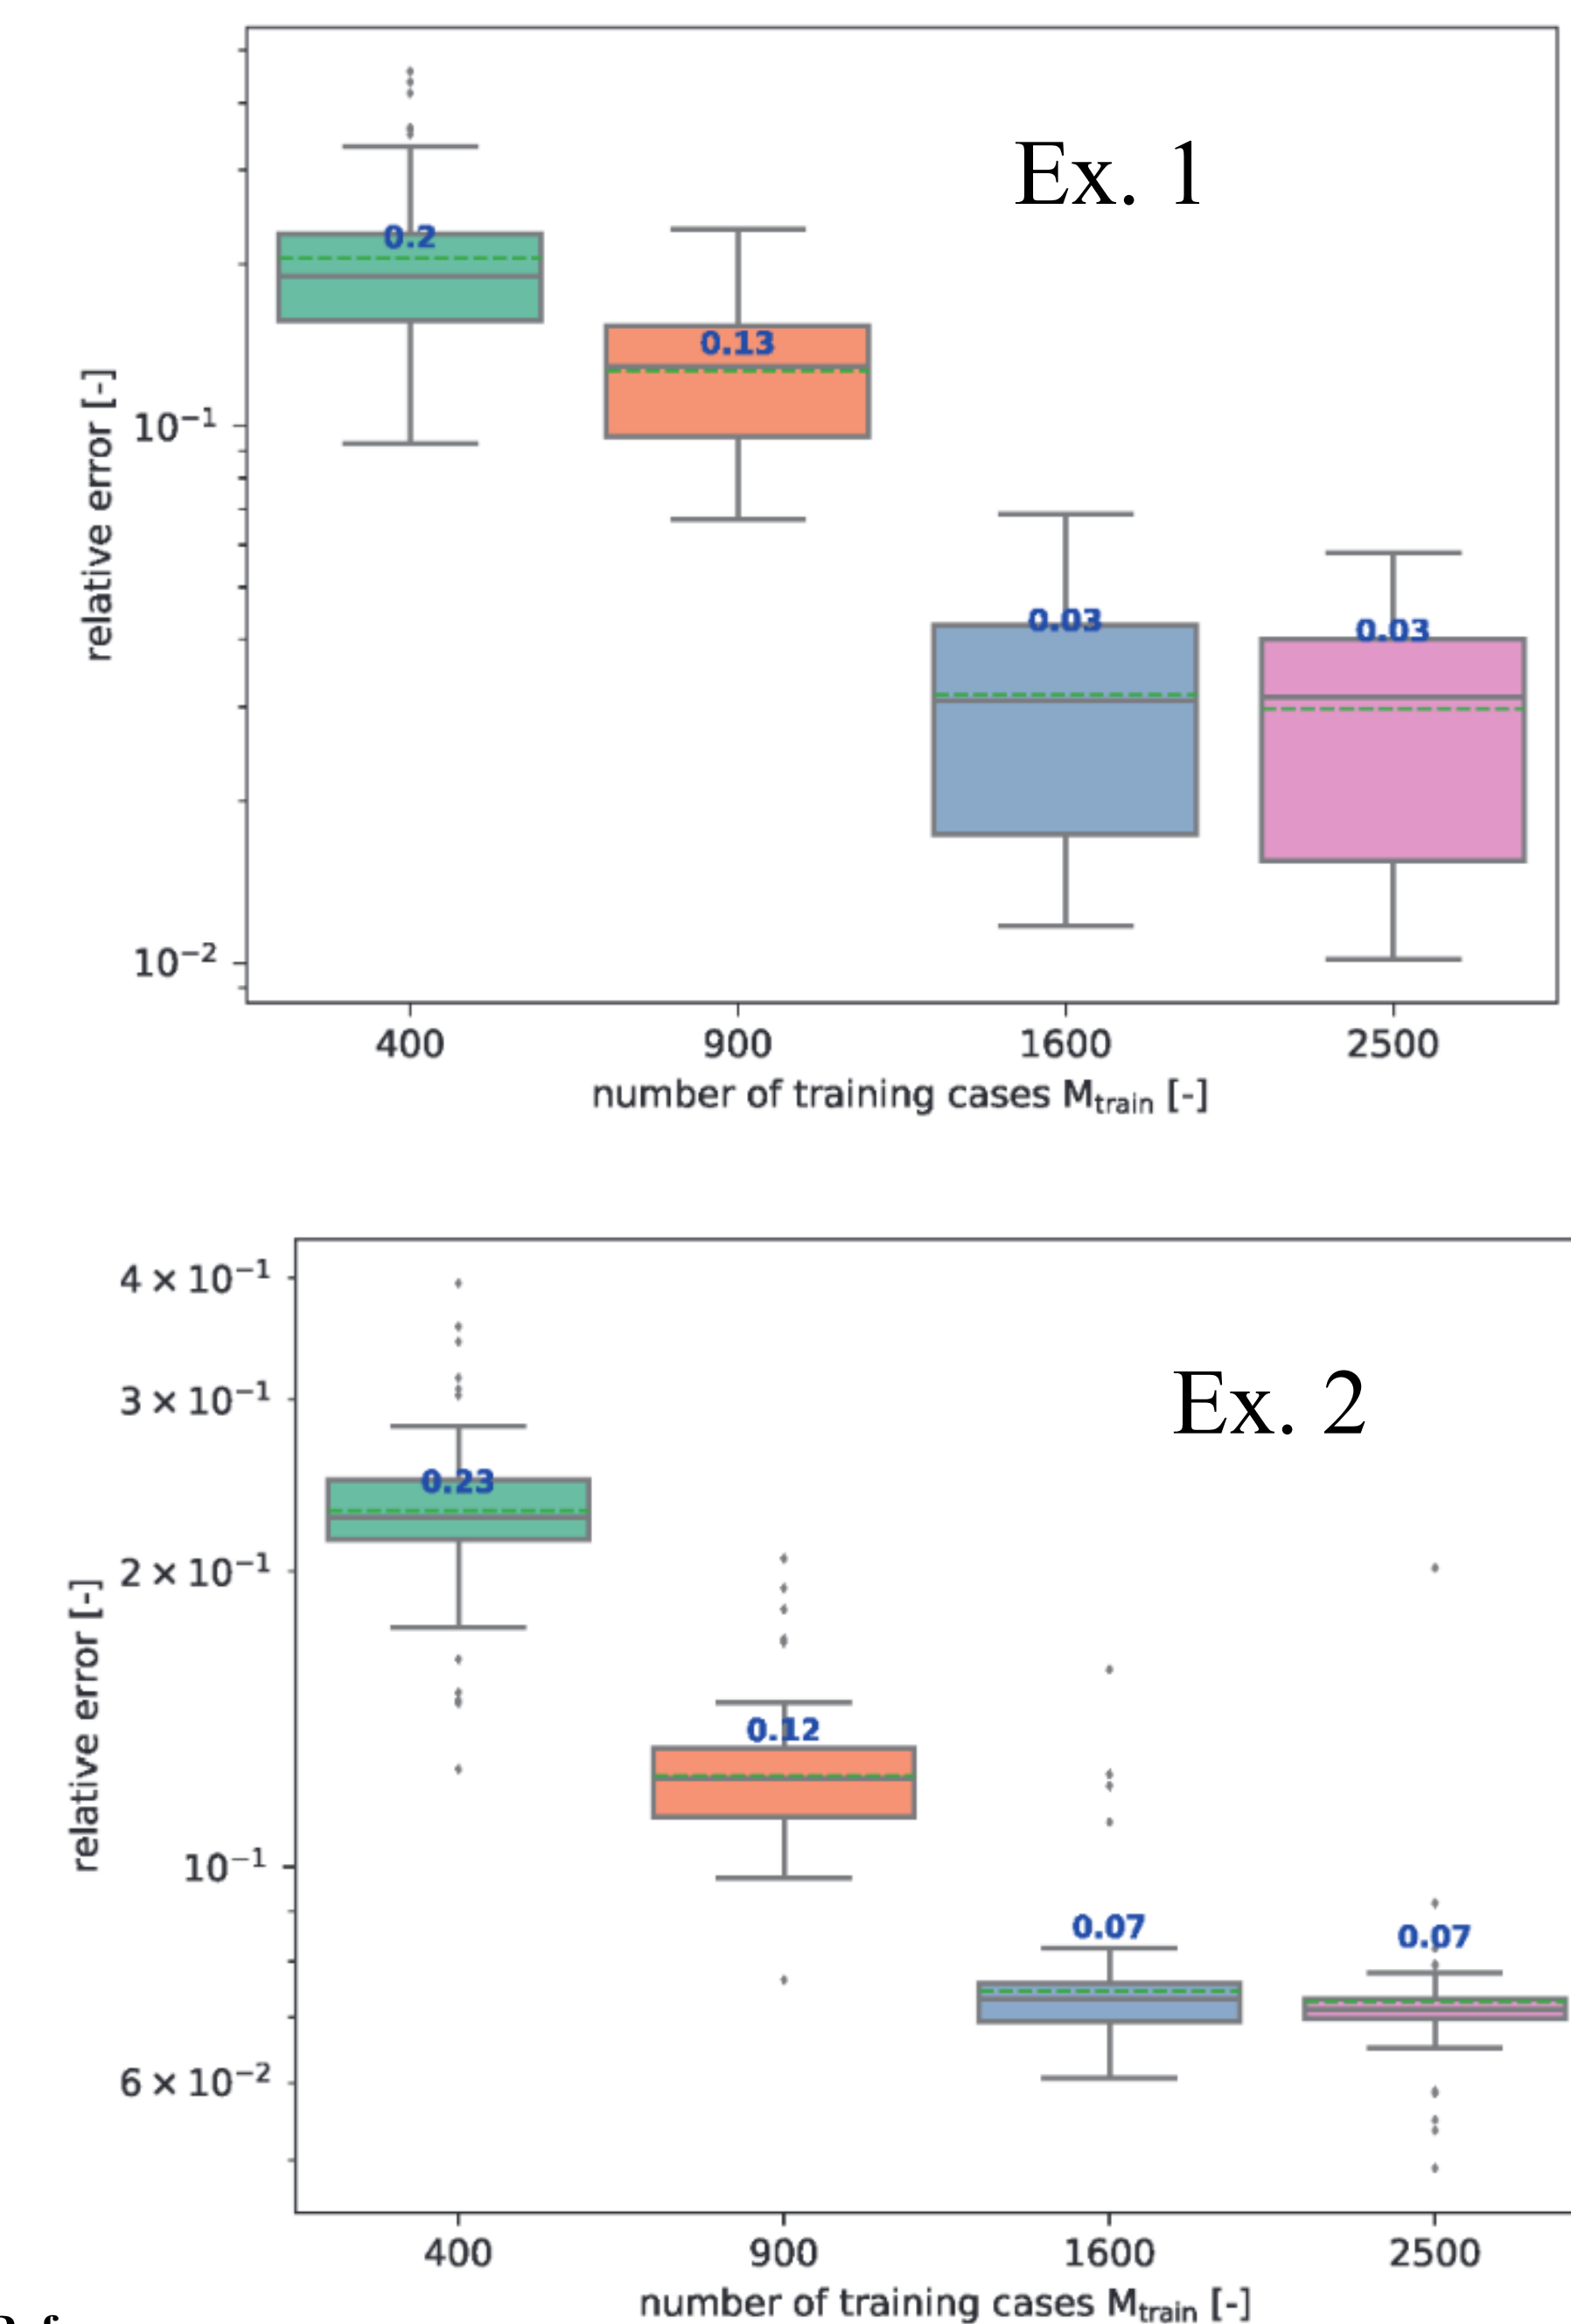 Ex. 1
0.2
0.13
0.03
0.03
relative error [-]
10⁻¹
10⁻²
400 900 1600 2500
number of training cases M_train [-]
Ex. 2
4×10⁻¹
3×10⁻¹
2×10⁻¹
10⁻¹
6×10⁻²
relative error [-]
0.23
0.12
0.07
0.07
400 900 1600 2500
number of training cases M_train [-]